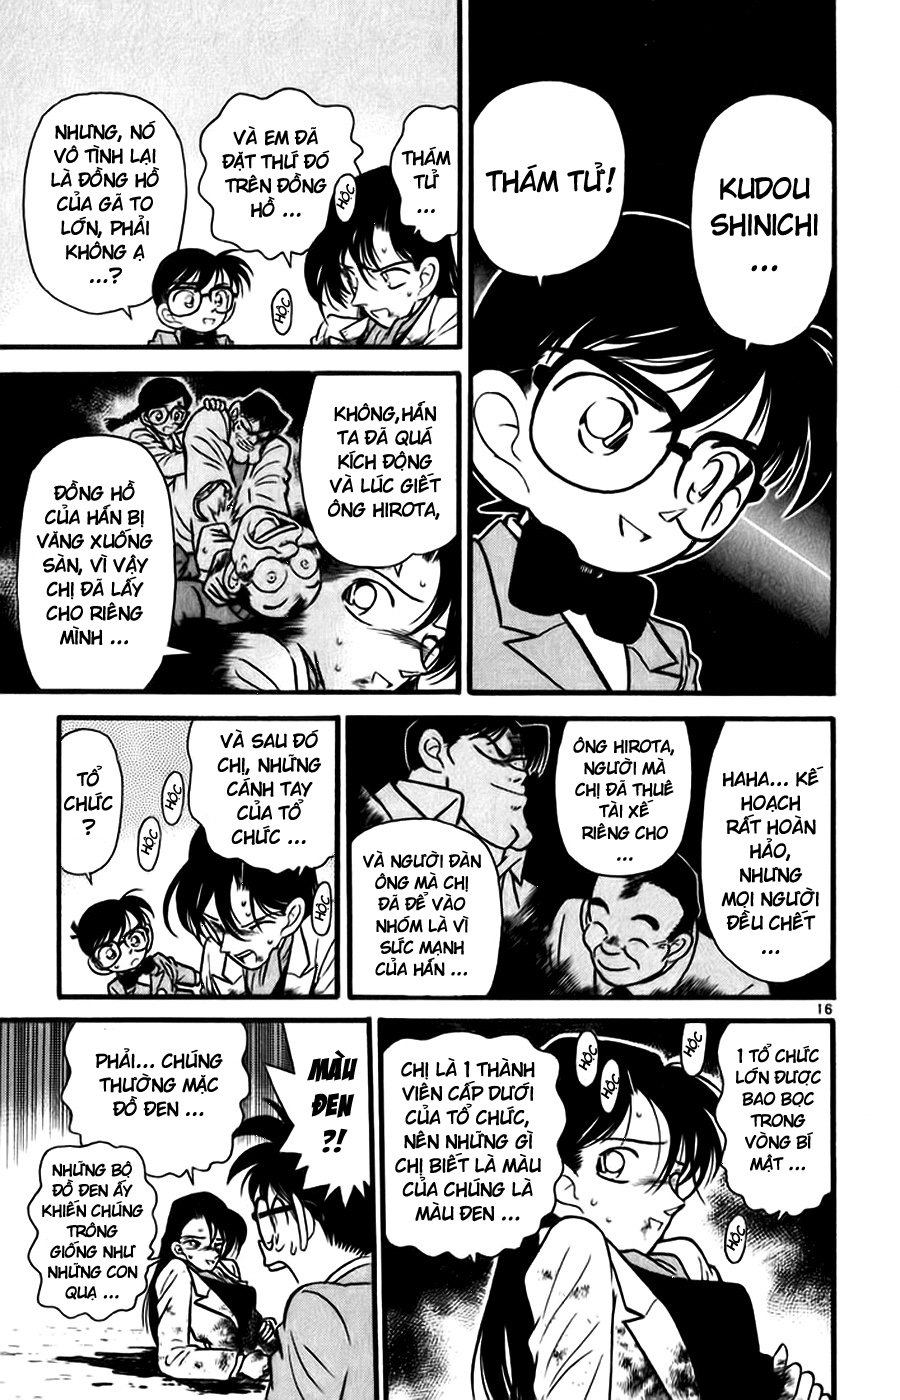 KUDOU
SHINICHI
...
THÁM TỬ!
THÁM
TỬ
...
HỘC
VÀ EM ĐÃ
ĐẶT THỨ ĐÓ
TRÊN ĐỒNG
HỒ ...
HỘC
NHƯNG, NÓ
VÔ TÌNH LẠI
LÀ ĐỒNG HỒ
CỦA GÃ TO
LỚN, PHẢI
KHÔNG Ạ
...?
KHÔNG,HẮN
TA ĐÃ QUÁ
KÍCH ĐỘNG
VÀ LÚC GIẾT
ÔNG HIROTA,
ĐỒNG HỒ
CỦA HẮN BỊ
VĂNG XUỐNG
SÀN, VÌ VẬY
CHỊ ĐÃ LẤY
CHO RIÊNG
MÌNH ...
HAHA... KẾ
HOẠCH
RẤT HOÀN
HẢO,
NHƯNG
MỌI NGƯỜI
ĐỀU CHẾT
...
ÔNG HIROTA,
NGƯỜI MÀ
CHỊ ĐÃ THUÊ
TÀI XẾ
RIÊNG CHO
...
VÀ NGƯỜI ĐÀN
ÔNG MÀ CHỊ
ĐÃ ĐỂ VÀO
NHÓM LÀ VÌ
SỨC MẠNH
CỦA HẮN ...
VÀ SAU ĐÓ
CHỊ, NHỮNG
CÁNH TAY
CỦA TỔ
CHỨC ...
HỘC
HỘC
HỘC
TỔ
CHỨC
?
16
1 TỔ CHỨC
LỚN ĐƯỢC
BAO BỌC
TRONG
VÒNG BÍ
MẬT ...
HỘC
HỘC
HỘC
HỘC
HỘC
CHỊ LÀ 1 THÀNH
VIÊN CẤP DƯỚI
CỦA TỔ CHỨC,
NÊN NHỮNG GÌ
CHỊ BIẾT LÀ MÀU
CỦA CHÚNG LÀ
MÀU ĐEN ...
MÀU
ĐEN
?!
PHẢI... CHÚNG
THƯỜNG MẶC
ĐỒ ĐEN ...
NHỮNG BỘ
ĐỒ ĐEN ẤY
KHIẾN CHÚNG
TRÔNG
GIỐNG NHƯ
NHỮNG CON
QUẠ ...